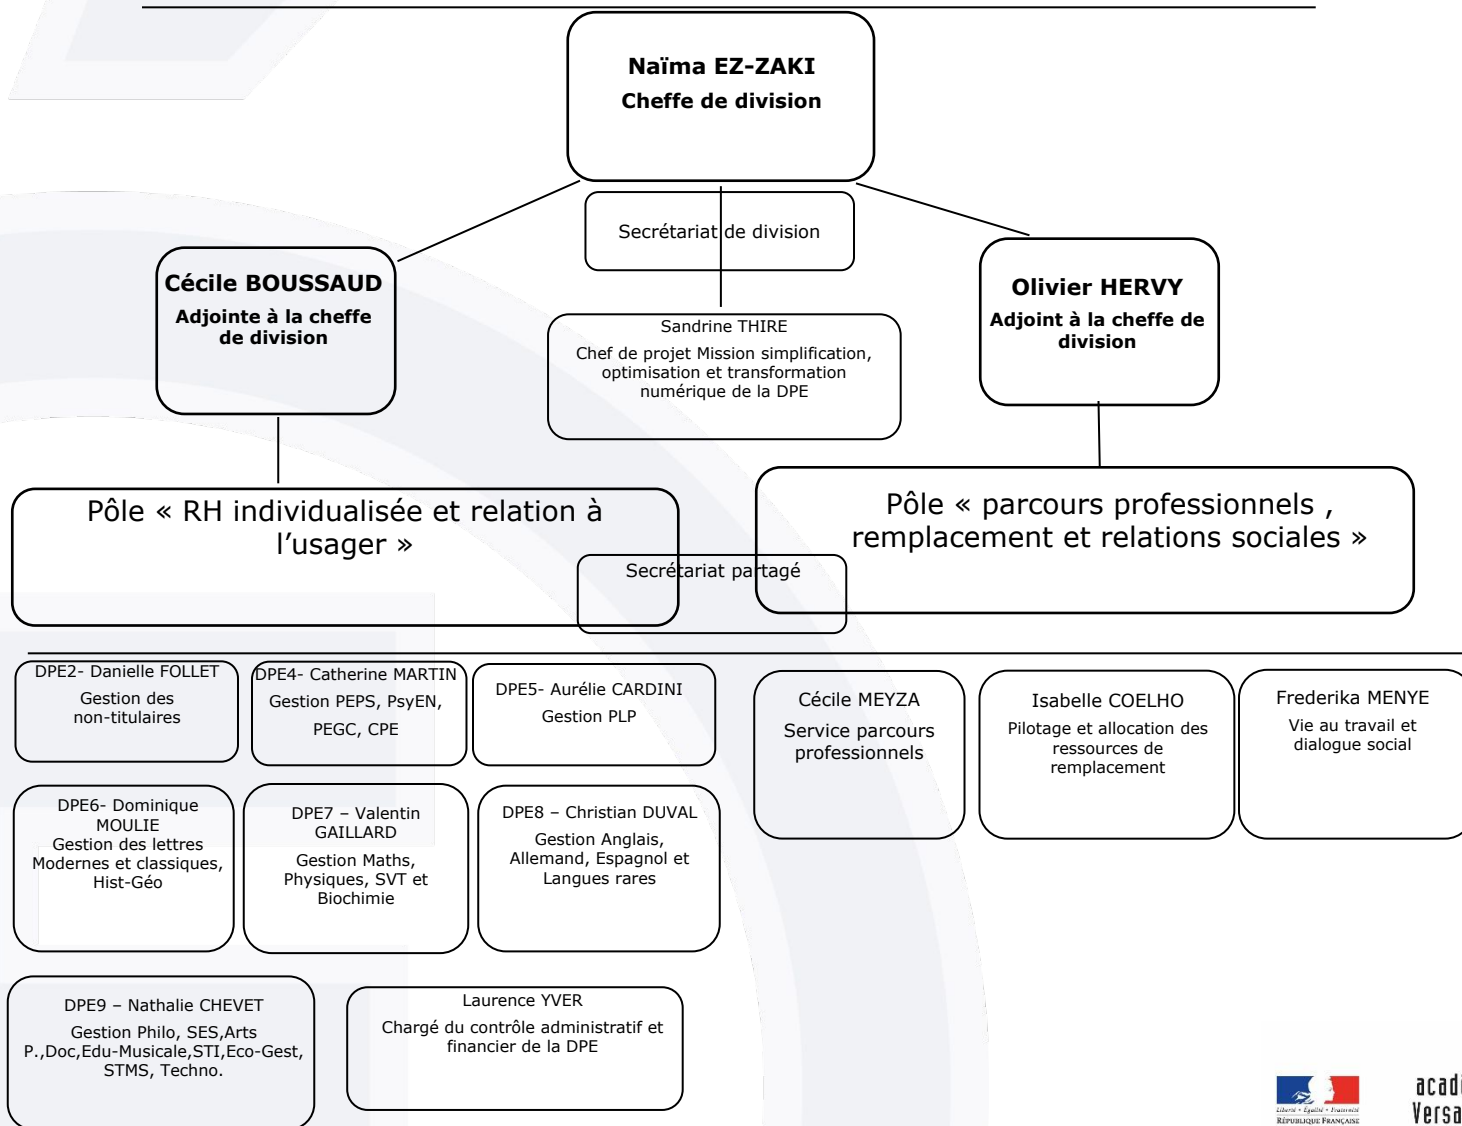 Naïma EZ-ZAKI
Cheffe de division
Secrétariat de division
Cécile BOUSSAUD
Adjointe à la cheffe
de division
Sandrine THIRE
Chef de projet Mission simplification,
optimisation et transformation
numérique de la DPE
Olivier HERVY
Adjoint à la cheffe de
division
Pôle « RH individualisée et relation à
l’usager »
Pôle « parcours professionnels ,
remplacement et relations sociales »
Secrétariat partagé
DPE2- Danielle FOLLET
Gestion des
non-titulaires
DPE4- Catherine MARTIN
Gestion PEPS, PsyEN,
PEGC, CPE
DPE5- Aurélie CARDINI
Gestion PLP
Cécile MEYZA
Service parcours
professionnels
Isabelle COELHO
Pilotage et allocation des
ressources de
remplacement
Frederika MENYE
Vie au travail et
dialogue social
DPE6- Dominique
MOULIE
Gestion des lettres
Modernes et classiques,
Hist-Géo
DPE7 – Valentin
GAILLARD
Gestion Maths,
Physiques, SVT et
Biochimie
DPE8 – Christian DUVAL
Gestion Anglais,
Allemand, Espagnol et
Langues rares
DPE9 – Nathalie CHEVET
Gestion Philo, SES,Arts
P.,Doc,Edu-Musicale,STI,Eco-Gest,
STMS, Techno.
Laurence YVER
Chargé du contrôle administratif et
financier de la DPE
Liberté • Égalité • Fraternité
RÉPUBLIQUE FRANÇAISE
acadé
Versa